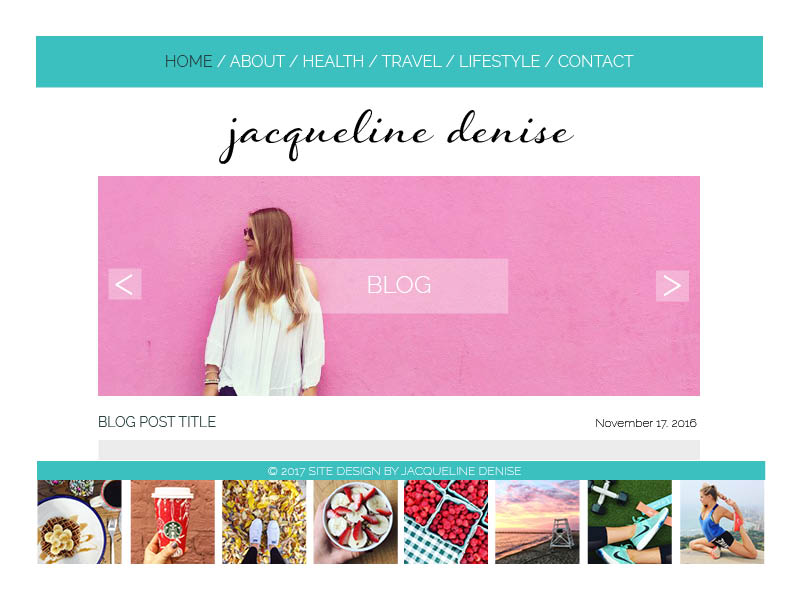 HOME / ABOUT / HEALTH / TRAVEL / LIFESTYLE / CONTACT
jacqueline denise
< BLOG >
BLOG POST TITLE November 17. 2016
© 2017 SITE DESIGN BY JACQUELINE DENISE